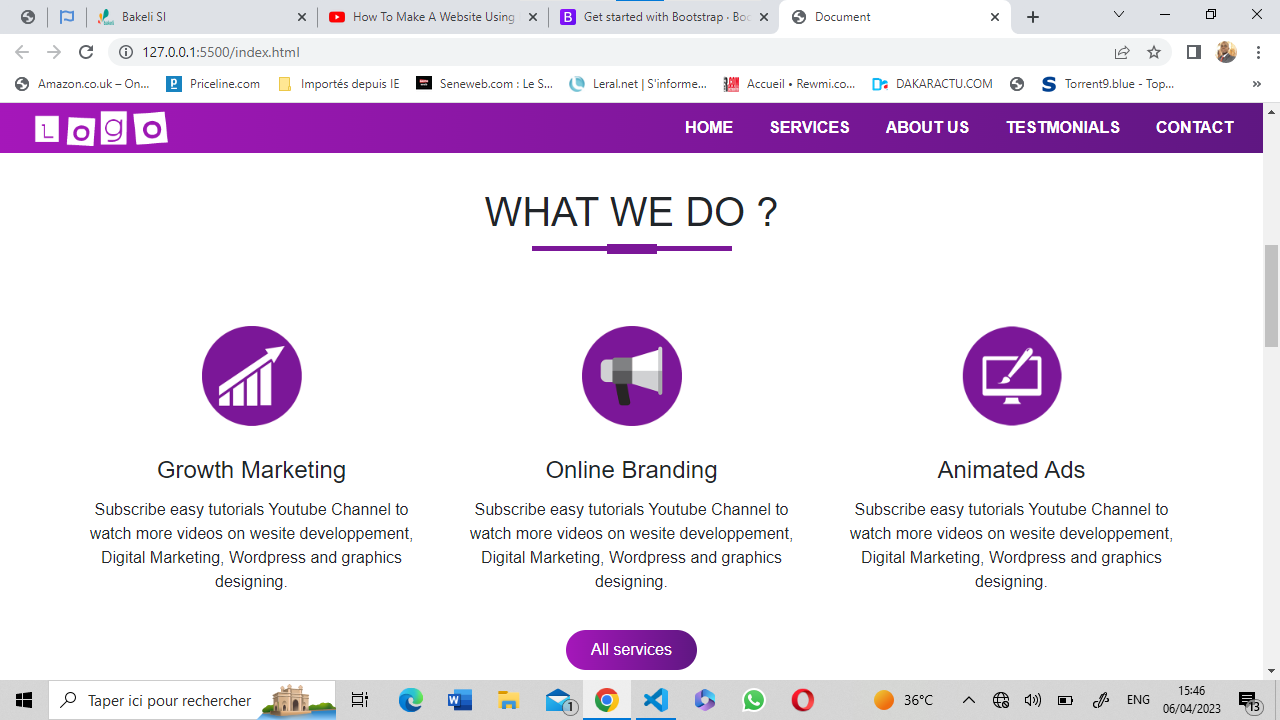 Bakeli SI
How To Make A Website Using
Get started with Bootstrap · Boo
Document
127.0.0.1:5500/index.html
Amazon.co.uk – On...
Priceline.com
Importés depuis IE
Seneweb.com : Le S...
Leral.net | S'informe...
Accueil • Rewmi.co...
DAKARACTU.COM
Torrent9.blue - Top...
»
LOgO
HOME
SERVICES
ABOUT US
TESTMONIALS
CONTACT
WHAT WE DO ?
Growth Marketing
Subscribe easy tutorials Youtube Channel to
watch more videos on wesite developpement,
Digital Marketing, Wordpress and graphics
designing.
Online Branding
Subscribe easy tutorials Youtube Channel to
watch more videos on wesite developpement,
Digital Marketing, Wordpress and graphics
designing.
Animated Ads
Subscribe easy tutorials Youtube Channel to
watch more videos on wesite developpement,
Digital Marketing, Wordpress and graphics
designing.
All services
Taper ici pour rechercher
1
36°C
ENG
15:46
06/04/2023
13